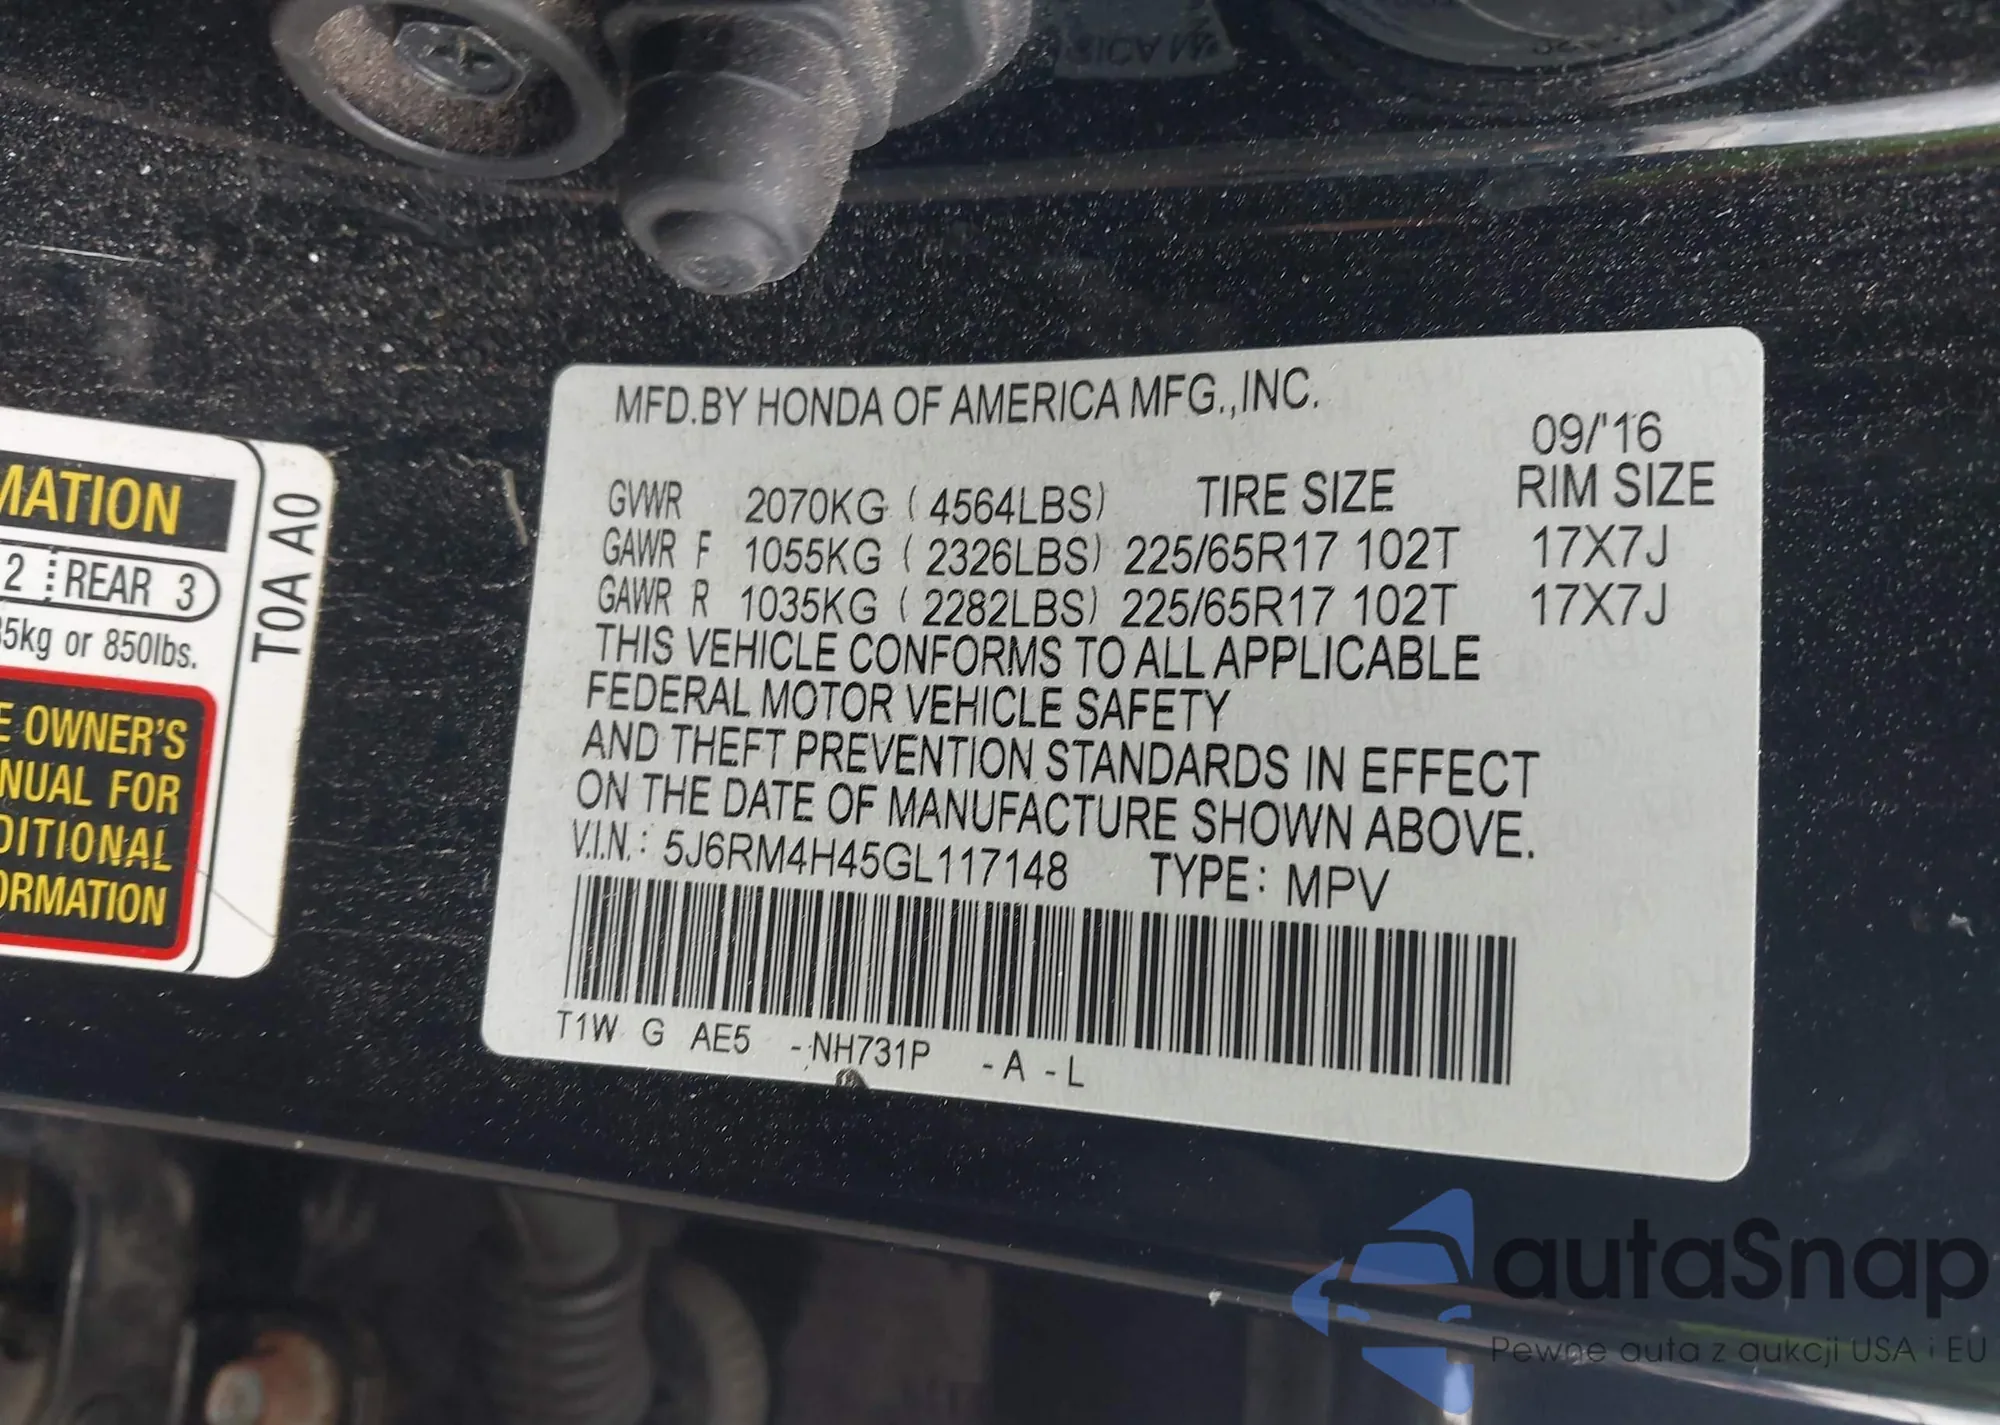 MFD.BY HONDA OF AMERICA MFG.,INC.
09/'16
GVWR 2070KG ( 4564LBS) TIRE SIZE RIM SIZE
GAWR F 1055KG ( 2326LBS) 225/65R17 102T 17X7J
GAWR R 1035KG ( 2282LBS) 225/65R17 102T 17X7J
THIS VEHICLE CONFORMS TO ALL APPLICABLE
FEDERAL MOTOR VEHICLE SAFETY
AND THEFT PREVENTION STANDARDS IN EFFECT
ON THE DATE OF MANUFACTURE SHOWN ABOVE.
V.I.N.: 5J6RM4H45GL117148 TYPE: MPV
T1W G AE5 -NH731P -A -L
MATION
2 REAR 3
35kg or 850lbs.
E OWNER'S
NUAL FOR
DITIONAL
ORMATION
T0A A0
autaSnap
Pewne auta z aukcji USA i EU